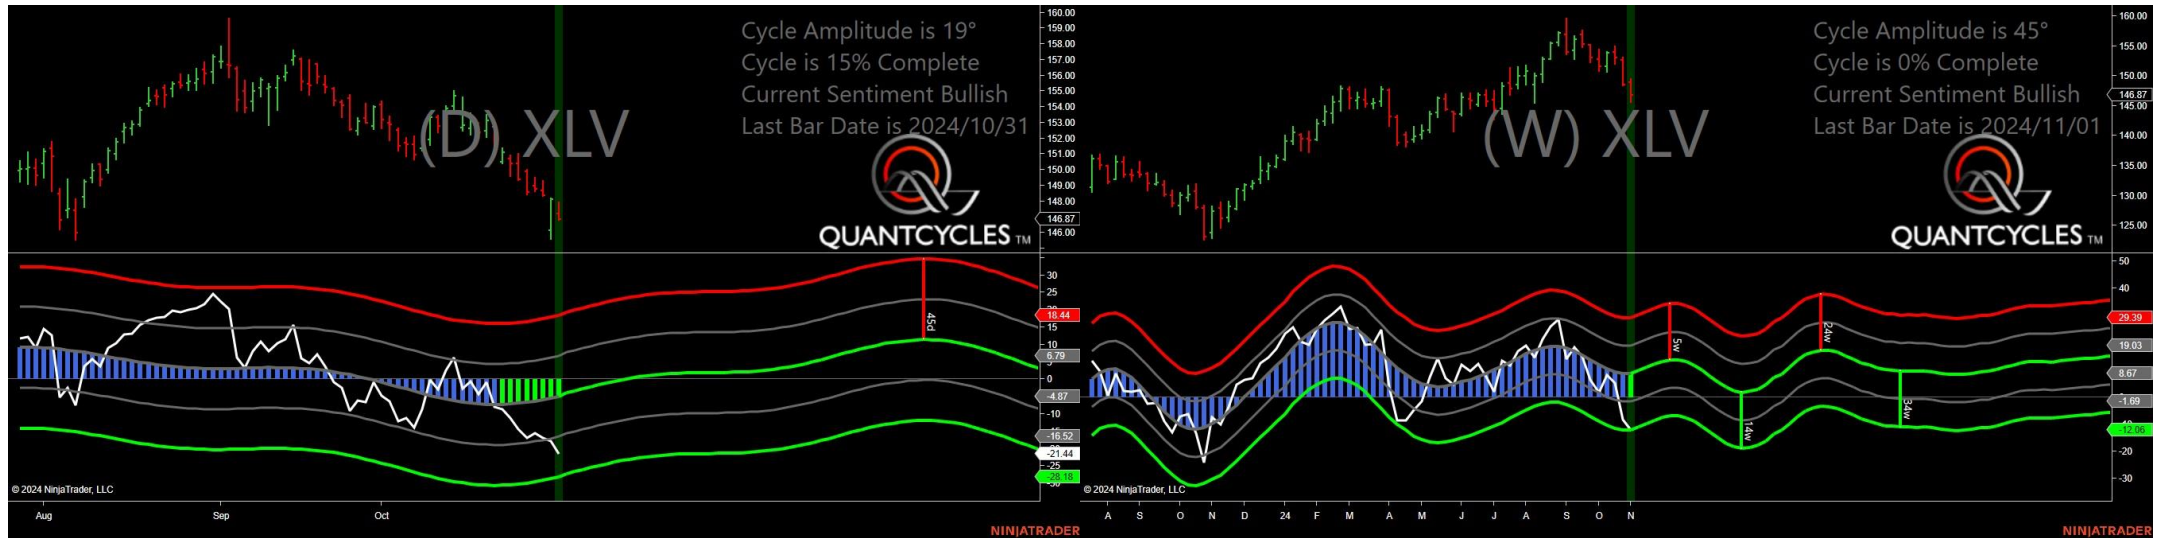 Cycle Amplitude is 19°
Cycle is 15% Complete
Current Sentiment Bullish
Last Bar Date is 2024/10/31
(D) XLV
QUANTCYCLES TM
160.00
159.00
158.00
157.00
156.00
155.00
154.00
153.00
152.00
151.00
150.00
149.00
148.00
146.87
146.00
45d
30
25
18.44
15
10
6.79
0
-4.87
-10
-16.52
-21.44
-25
-28.18
© 2024 NinjaTrader, LLC
Aug Sep Oct
NINJATRADER
Cycle Amplitude is 45°
Cycle is 0% Complete
Current Sentiment Bullish
Last Bar Date is 2024/11/01
(W) XLV
QUANTCYCLES TM
160.00
155.00
150.00
146.87
145.00
140.00
135.00
130.00
125.00
5w
14w
24w
34w
50
40
29.39
19.03
8.67
-1.69
-12.06
-20
-30
© 2024 NinjaTrader, LLC
A S O N D 24 F M A M J J A S O N
NINJATRADER